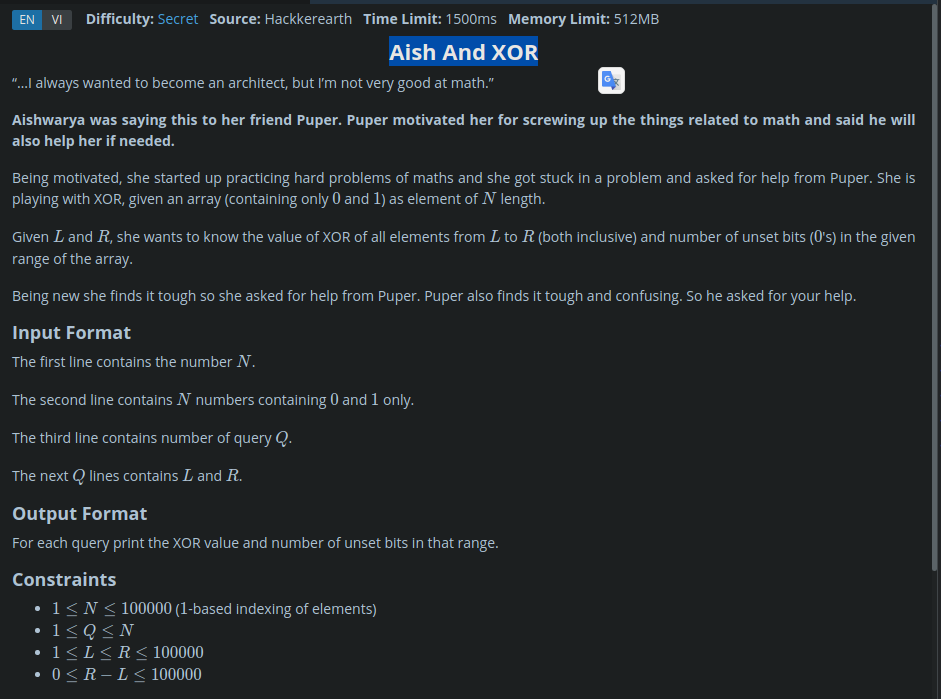 EN VI Difficulty: Secret Source: Hackkerearth Time Limit: 1500ms Memory Limit: 512MB
Aish And XOR
“...I always wanted to become an architect, but I’m not very good at math.”
Aishwarya was saying this to her friend Puper. Puper motivated her for screwing up the things related to math and said he will
also help her if needed.
Being motivated, she started up practicing hard problems of maths and she got stuck in a problem and asked for help from Puper. She is
playing with XOR, given an array (containing only 0 and 1) as element of N length.
Given L and R, she wants to know the value of XOR of all elements from L to R (both inclusive) and number of unset bits (0's) in the given
range of the array.
Being new she finds it tough so she asked for help from Puper. Puper also finds it tough and confusing. So he asked for your help.
Input Format
The first line contains the number N.
The second line contains N numbers containing 0 and 1 only.
The third line contains number of query Q.
The next Q lines contains L and R.
Output Format
For each query print the XOR value and number of unset bits in that range.
Constraints
• 1 ≤ N ≤ 100000 (1-based indexing of elements)
• 1 ≤ Q ≤ N
• 1 ≤ L ≤ R ≤ 100000
• 0 ≤ R − L ≤ 100000